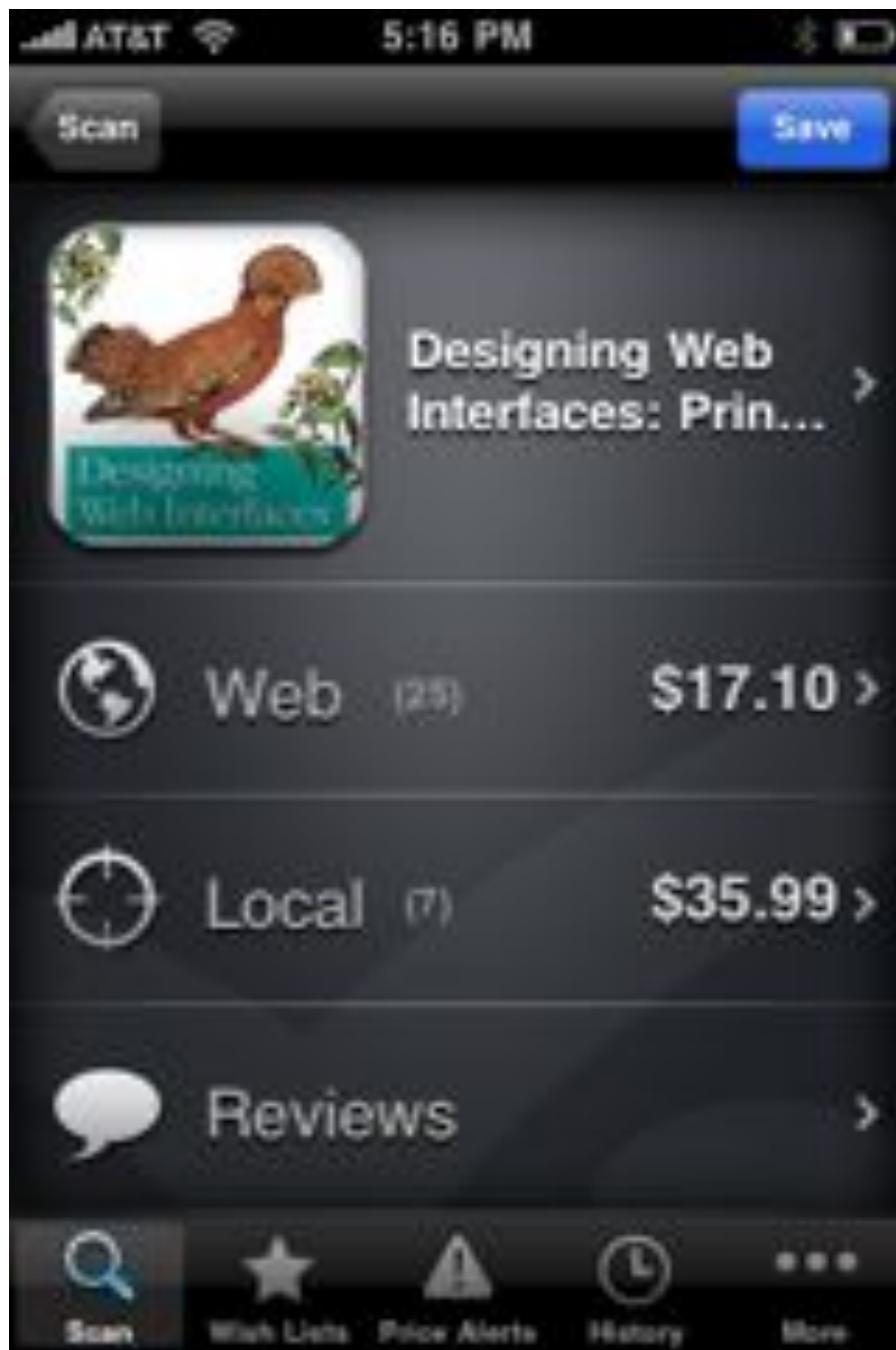 AT&T 5:16 PM
Scan
Save
Designing Web
Interfaces: Prin...
Designing
Web Interfaces
Web (25) $17.10
Local (7) $35.99
Reviews
Scan Wish Lists Price Alerts History More